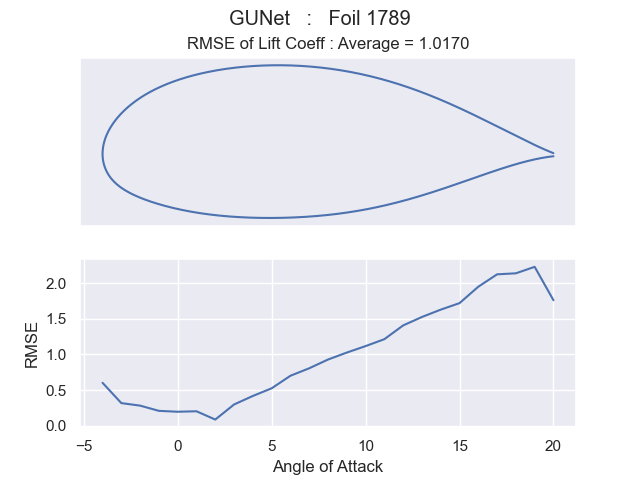 GUNet   :   Foil 1789
RMSE of Lift Coeff : Average = 1.0170
2.0
1.5
1.0
0.5
0.0
RMSE
−5 0 5 10 15 20
Angle of Attack